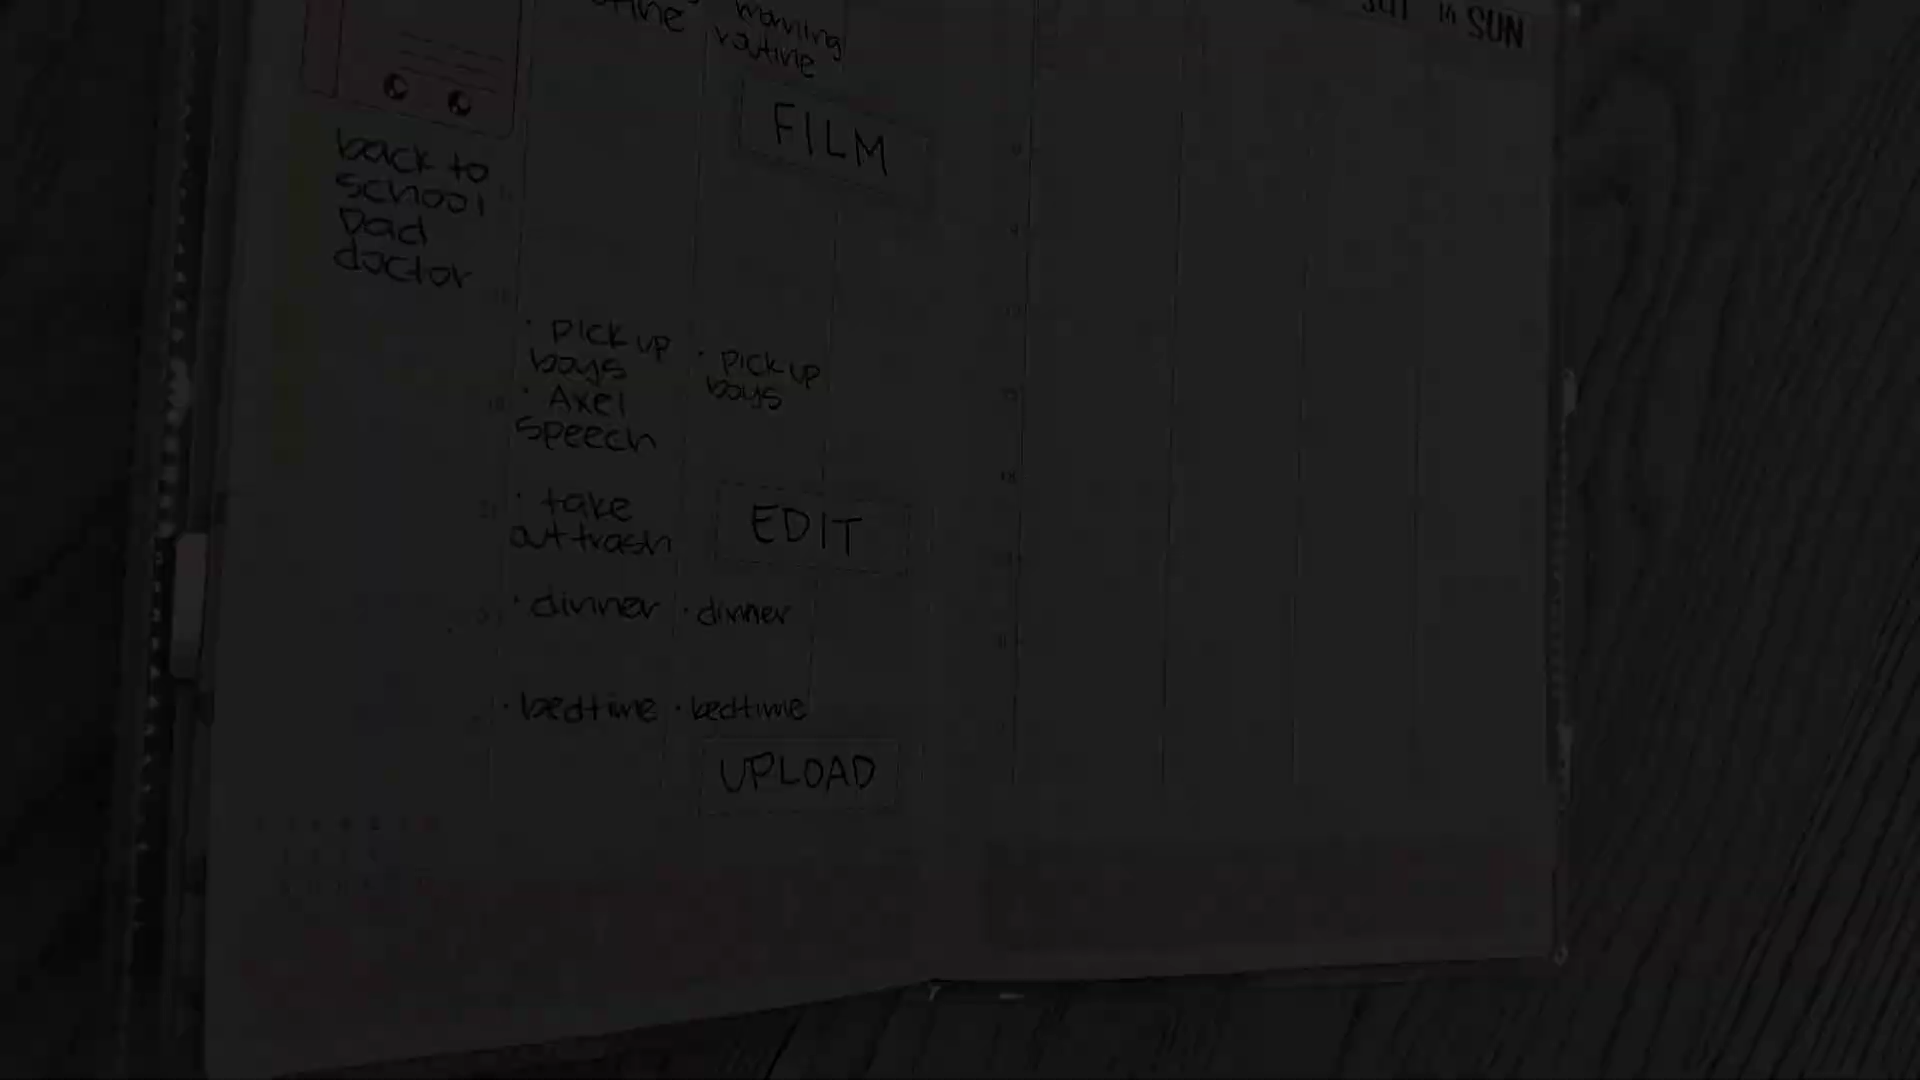 morning
routine
FILM
back to
school
Dad
doctor
· pick up
boys
· Axel
speech
· take
out trash
· dinner
· bedtime
· pick up
boys
EDIT
· dinner
· bedtime
UPLOAD
14 SUN